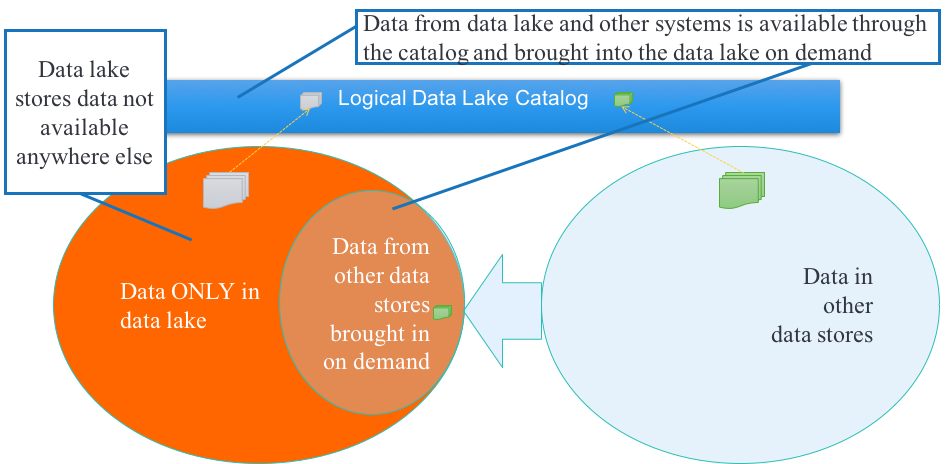 Data from data lake and other systems is available through
the catalog and brought into the data lake on demand
Data lake
stores data not
available
anywhere else
Logical Data Lake Catalog
Data ONLY in
data lake
Data from
other data
stores
brought in
on demand
Data in
other
data stores